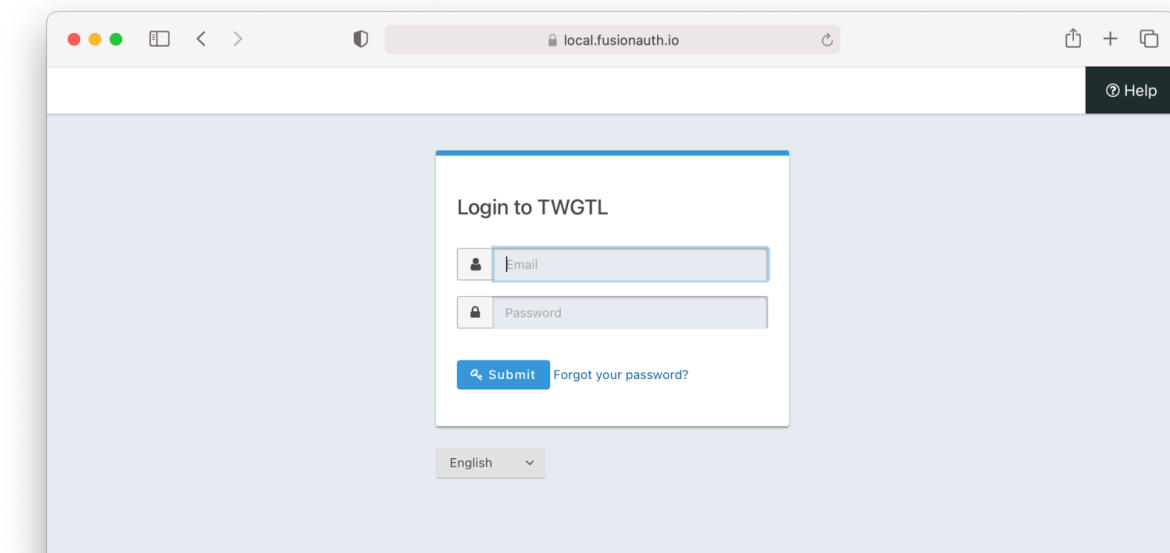 local.fusionauth.io
Help
Login to TWGTL
Email
Password
Submit Forgot your password?
English